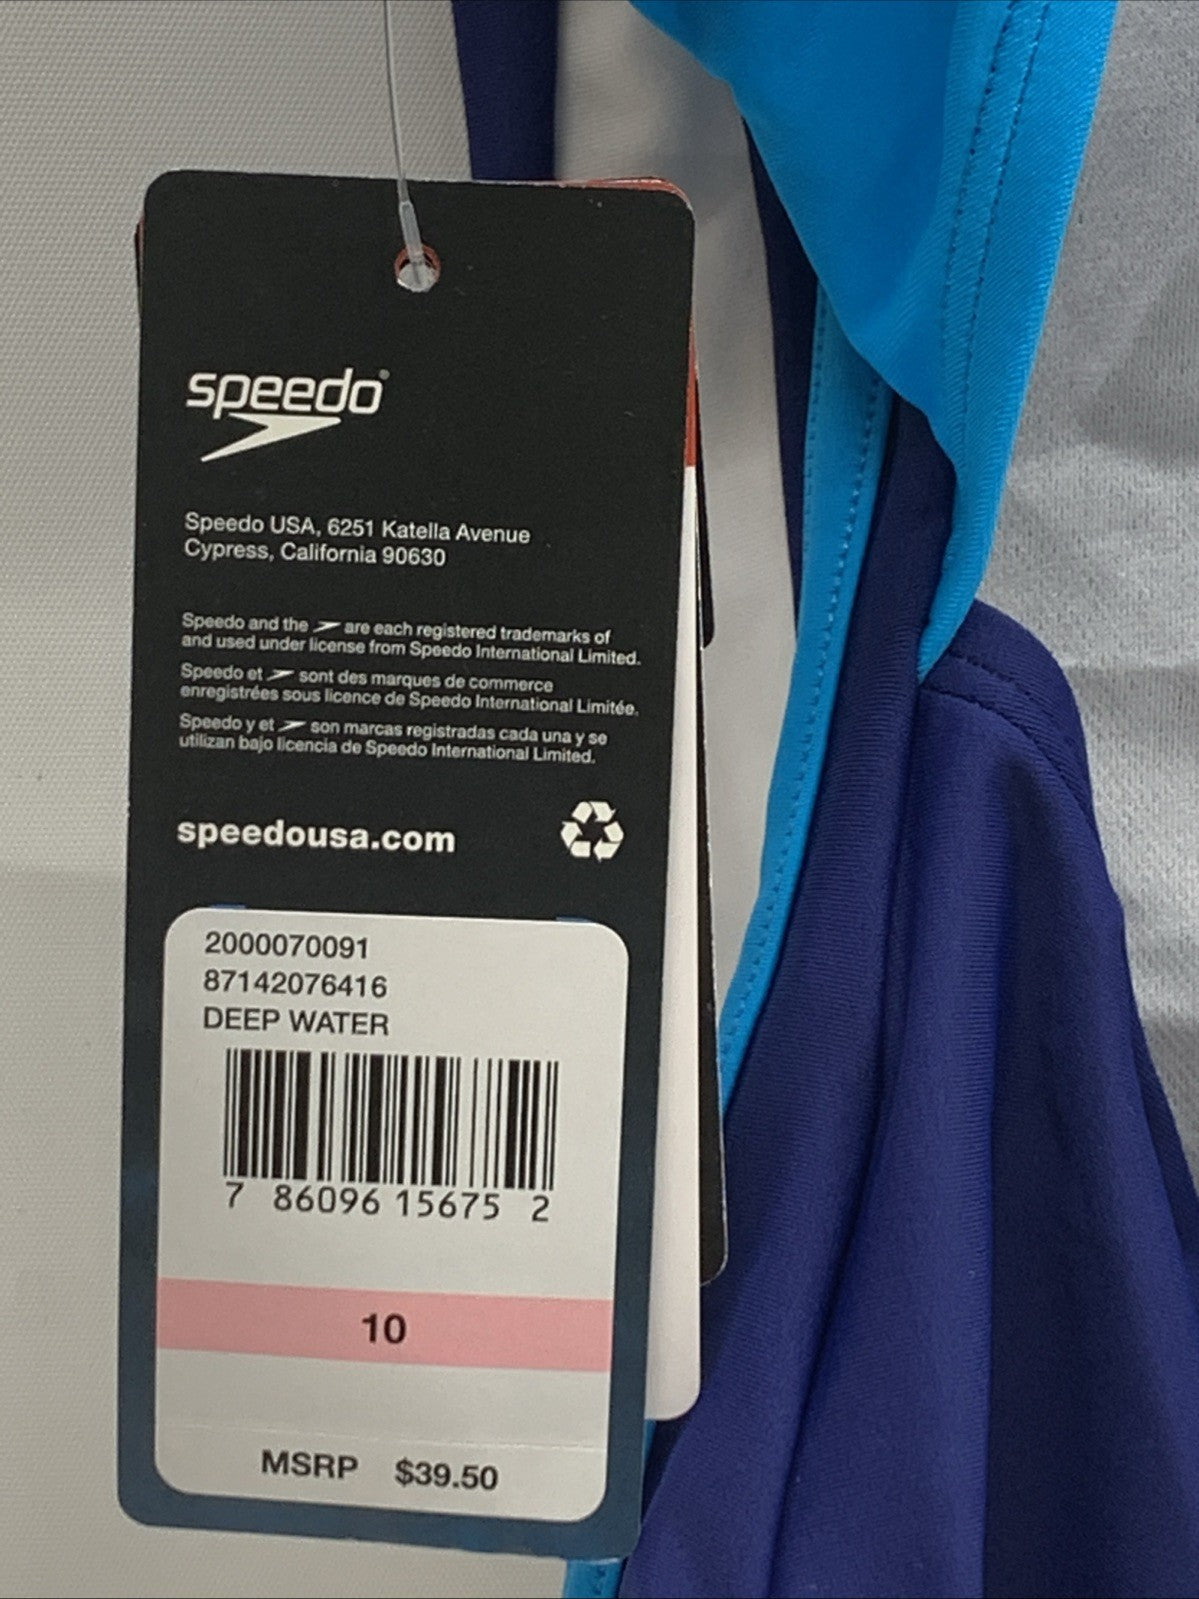 speedo®
Speedo USA, 6251 Katella Avenue
Cypress, California 90630
Speedo and the are each registered trademarks of
and used under license from Speedo International Limited.
Speedo et sont des marques de commerce
enregistrées sous licence de Speedo International Limitée.
Speedo y et son marcas registradas cada una y se
utilizan bajo licencia de Speedo International Limited.
speedousa.com
2000070091
87142076416
DEEP WATER
7 86096 15675 2
10
MSRP $39.50